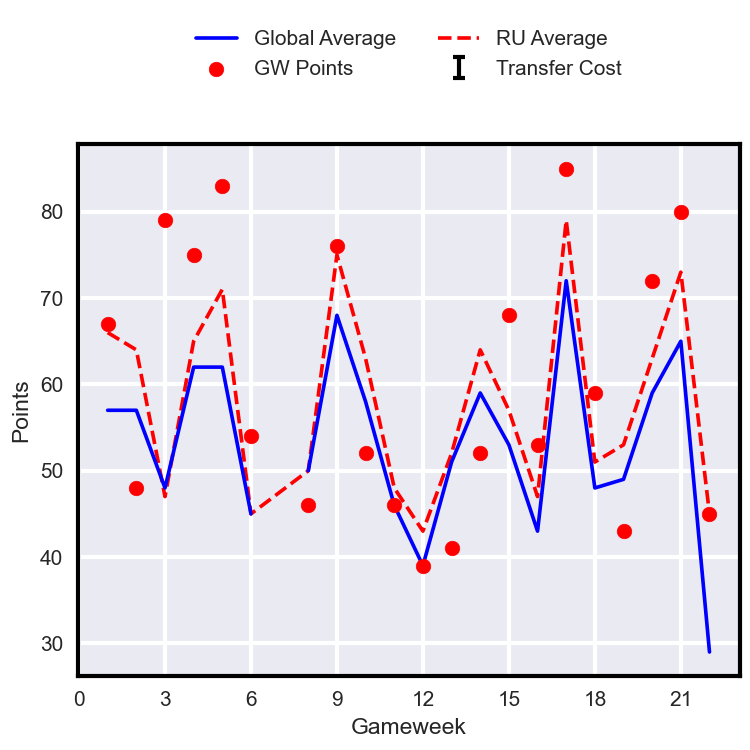 Global Average
RU Average
GW Points
Transfer Cost
80
70
60
50
40
30
Points
0 3 6 9 12 15 18 21
Gameweek